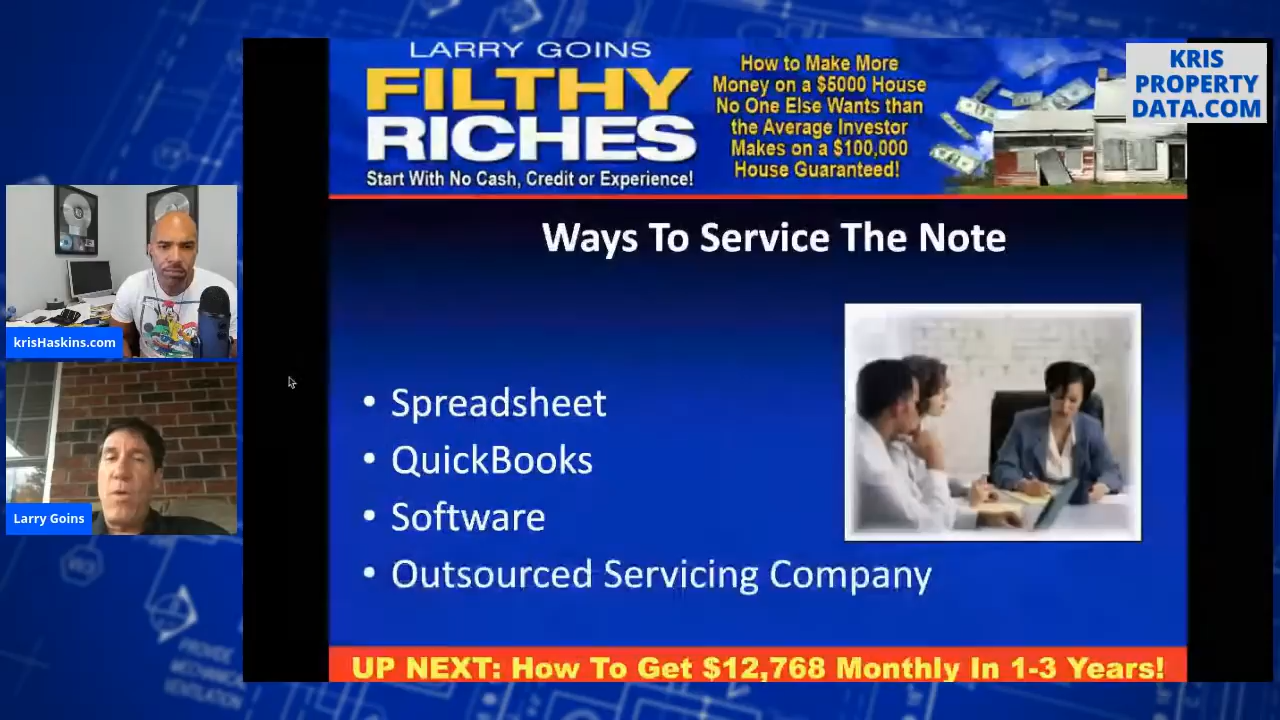 LARRY GOINS
FILTHY
RICHES
Start With No Cash, Credit or Experience!
How to Make More
Money on a $5000 House
No One Else Wants than
the Average Investor
Makes on a $100,000
House Guaranteed!
KRIS
PROPERTY
DATA.COM
Ways To Service The Note
• Spreadsheet
• QuickBooks
• Software
• Outsourced Servicing Company
UP NEXT: How To Get $12,768 Monthly In 1-3 Years!
krisHaskins.com
Larry Goins
PROVIDE
MECHANICAL
VENTILATION